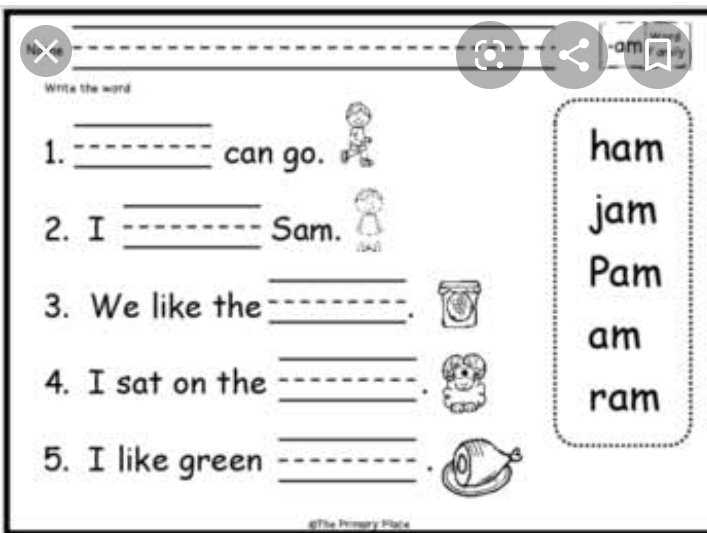 Name
-am Word Family
Write the word
1. can go.
2. I Sam.
3. We like the .
4. I sat on the .
5. I like green .
ham
jam
Pam
am
ram
©The Primary Place